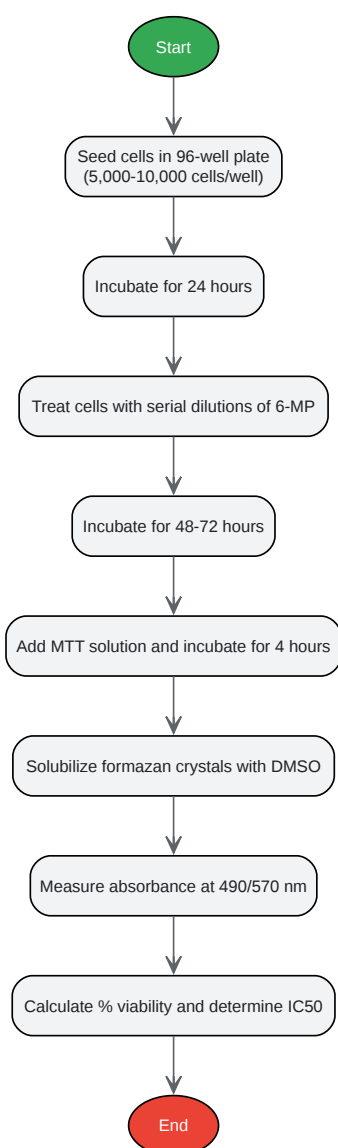 Start
Seed cells in 96-well plate
(5,000-10,000 cells/well)
Incubate for 24 hours
Treat cells with serial dilutions of 6-MP
Incubate for 48-72 hours
Add MTT solution and incubate for 4 hours
Solubilize formazan crystals with DMSO
Measure absorbance at 490/570 nm
Calculate % viability and determine IC50
End